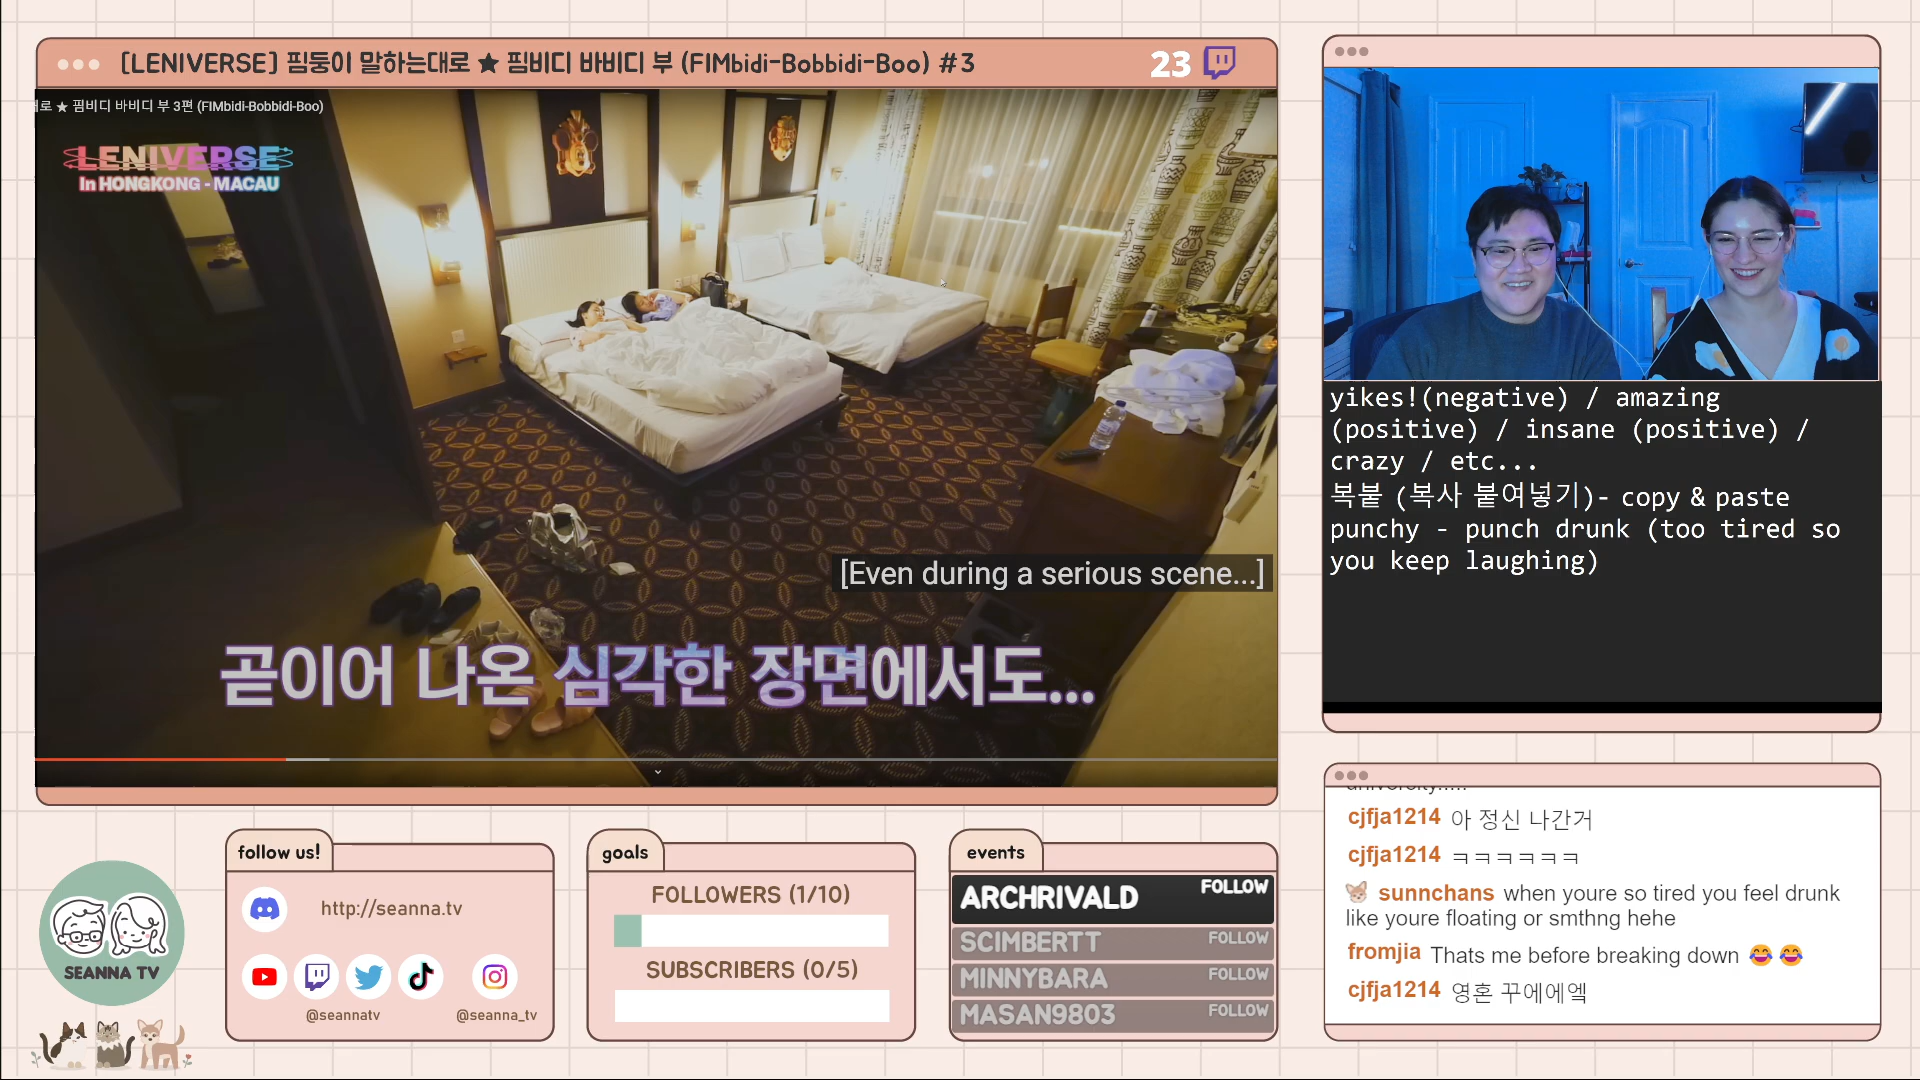 [LENIVERSE] 핌둥이 말하는대로 ★ 핌비디 바비디 부 (FIMbidi-Bobbidi-Boo) #3
23
로 ★ 핌비디 바비디 부 3편 (FIMbidi-Bobbidi-Boo)
LENIVERSE
In HONGKONG - MACAU
[Even during a serious scene...]
곧이어 나온 심각한 장면에서도...
yikes!(negative) / amazing
(positive) / insane (positive) /
crazy / etc...
복붙 (복사 붙여넣기)- copy & paste
punchy - punch drunk (too tired so
you keep laughing)
cjfja1214 아 정신 나간거
cjfja1214 ㅋㅋㅋㅋㅋㅋ
sunnchans when youre so tired you feel drunk
like youre floating or smthng hehe
fromjia Thats me before breaking down 😂 😂
cjfja1214 영혼 꾸에에엨
SEANNA TV
follow us!
http://seanna.tv
@seannatv
@seanna_tv
goals
FOLLOWERS (1/10)
SUBSCRIBERS (0/5)
events
ARCHRIVALD FOLLOW
SCIMBERTT FOLLOW
MINNYBARA FOLLOW
MASAN9803 FOLLOW